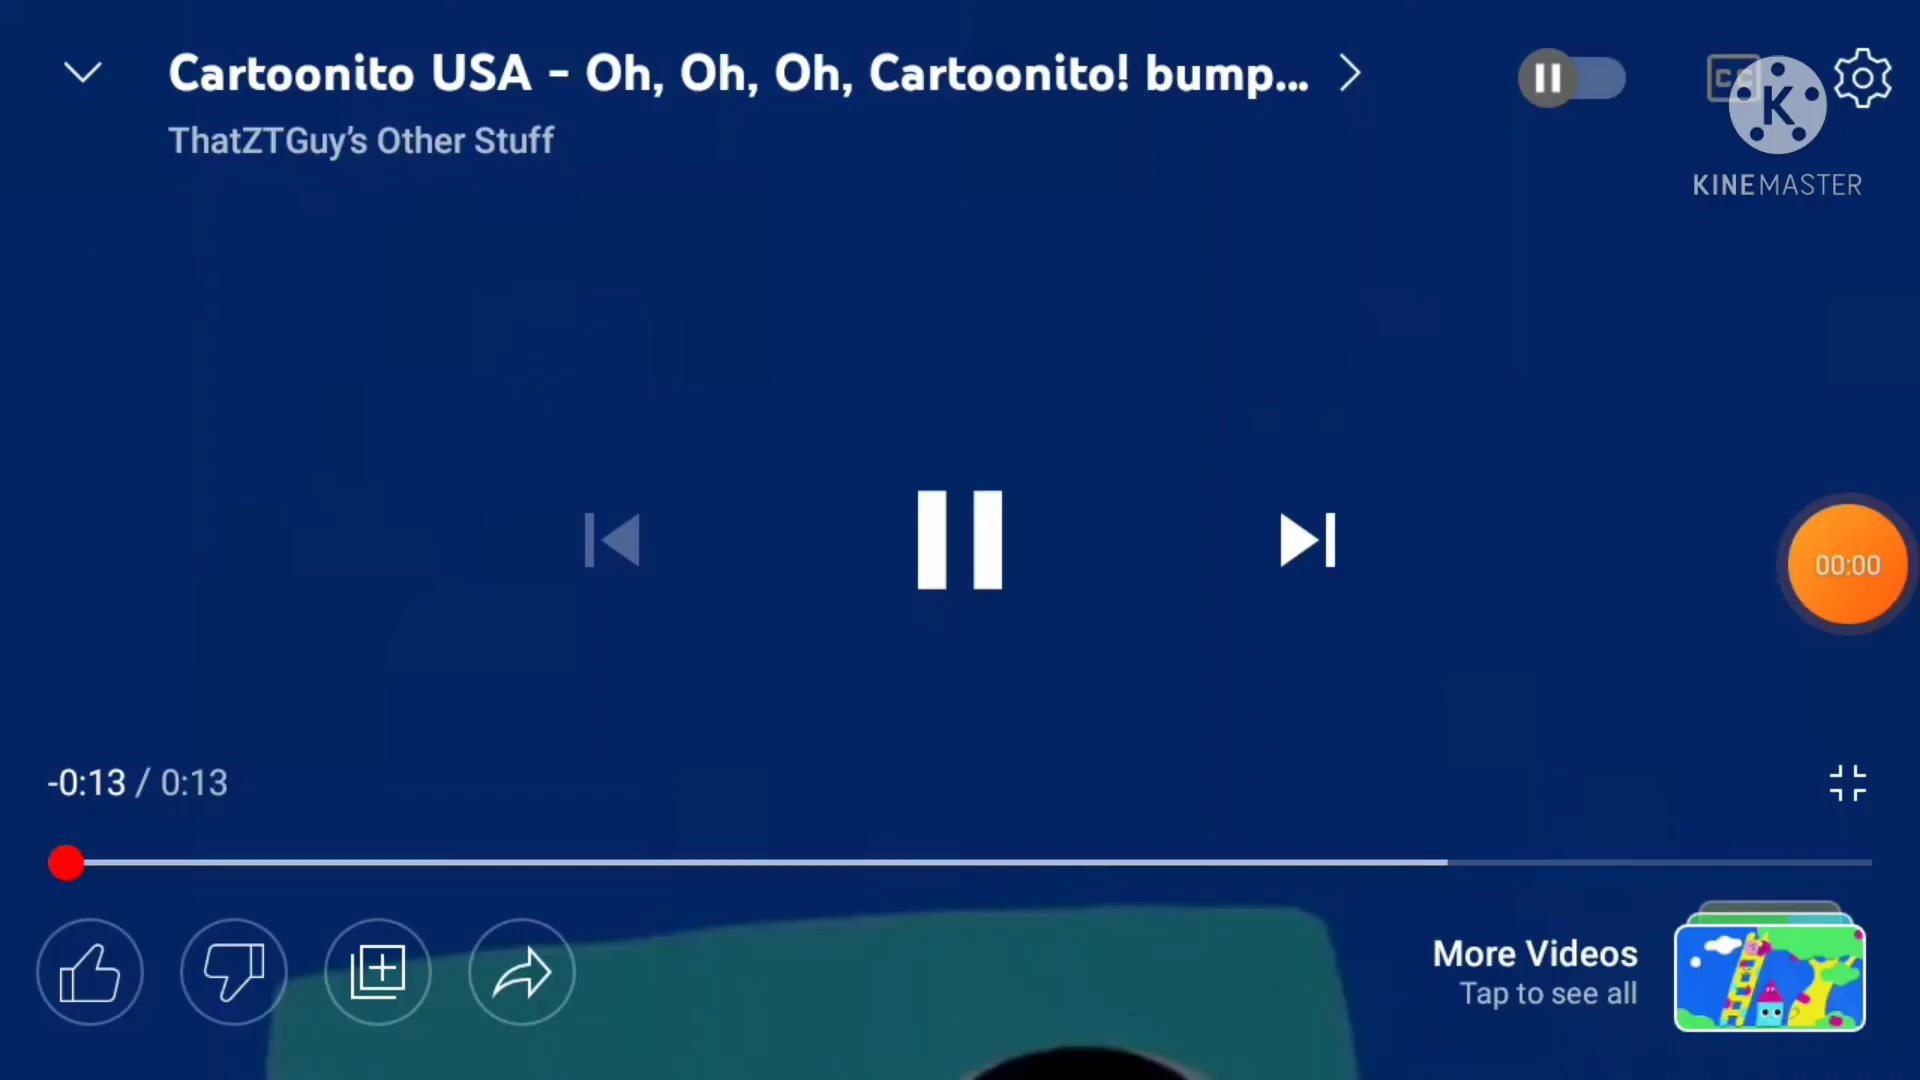 Cartoonito USA - Oh, Oh, Oh, Cartoonito! bump...
ThatZTGuy's Other Stuff
CC
K
KINEMASTER
00:00
-0:13 / 0:13
More Videos
Tap to see all